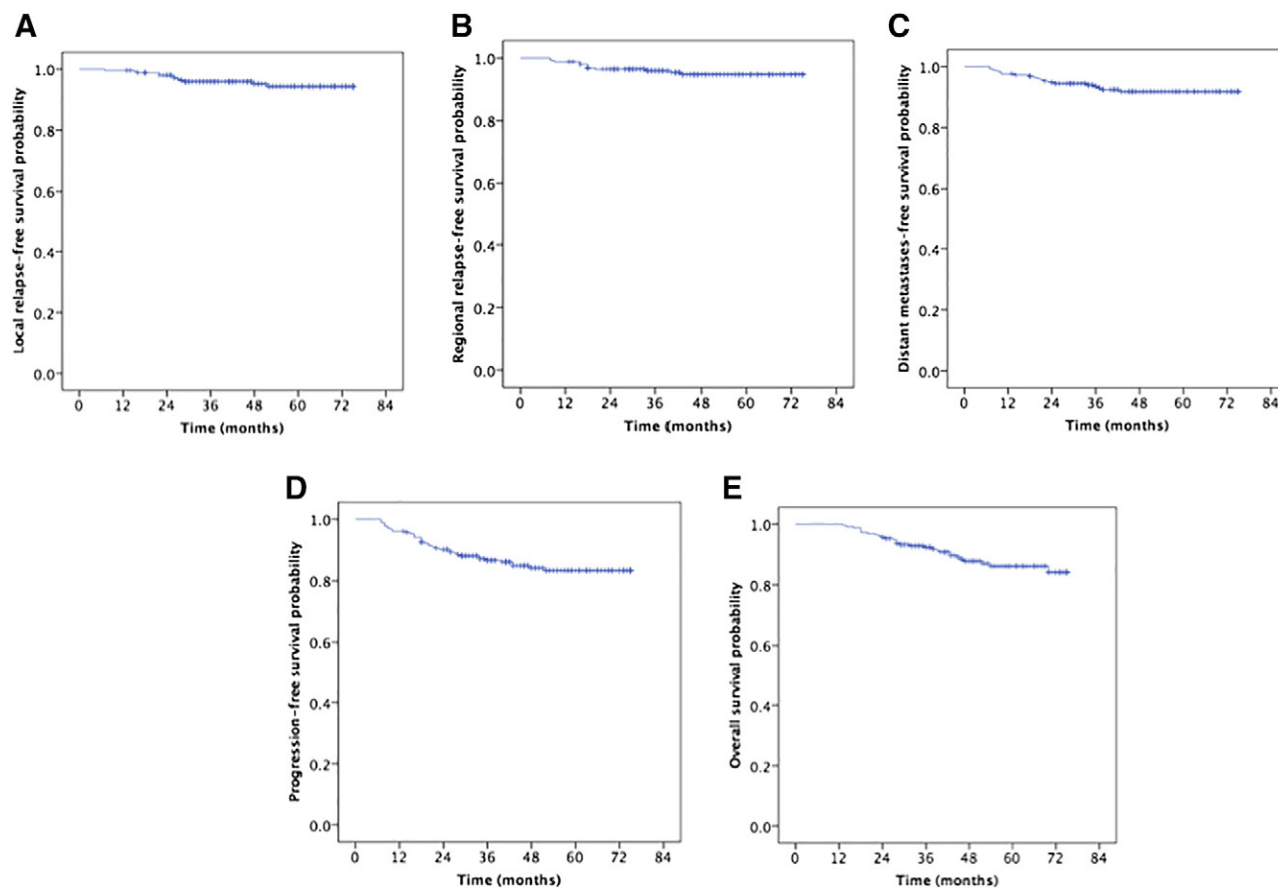 A
Local relapse-free survival probability
1.0
0.8
0.6
0.4
0.2
0.0
0 12 24 36 48 60 72 84
Time (months)
B
Regional relapse-free survival probability
1.0
0.8
0.6
0.4
0.2
0.0
0 12 24 36 48 60 72 84
Time (months)
C
Distant metastases-free survival probability
1.0
0.8
0.6
0.4
0.2
0.0
0 12 24 36 48 60 72 84
Time (months)
D
Progression-free survival probability
1.0
0.8
0.6
0.4
0.2
0.0
0 12 24 36 48 60 72 84
Time (months)
E
Overall survival probability
1.0
0.8
0.6
0.4
0.2
0.0
0 12 24 36 48 60 72 84
Time (months)